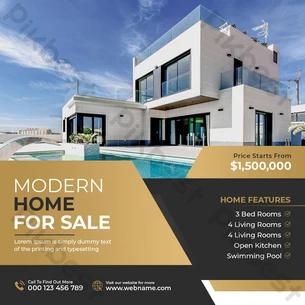 Price Starts From
$1,500,000
MODERN
HOME
FOR SALE
Lorem ipsum is simply dummy text
of the printing and typesetting
HOME FEATURES
3 Bed Rooms
4 Living Rooms
4 Living Rooms
Open Kitchen
Swimming Pool
Call To Find Out More
000 123 456 789
Visit our website for more
www.webname.com